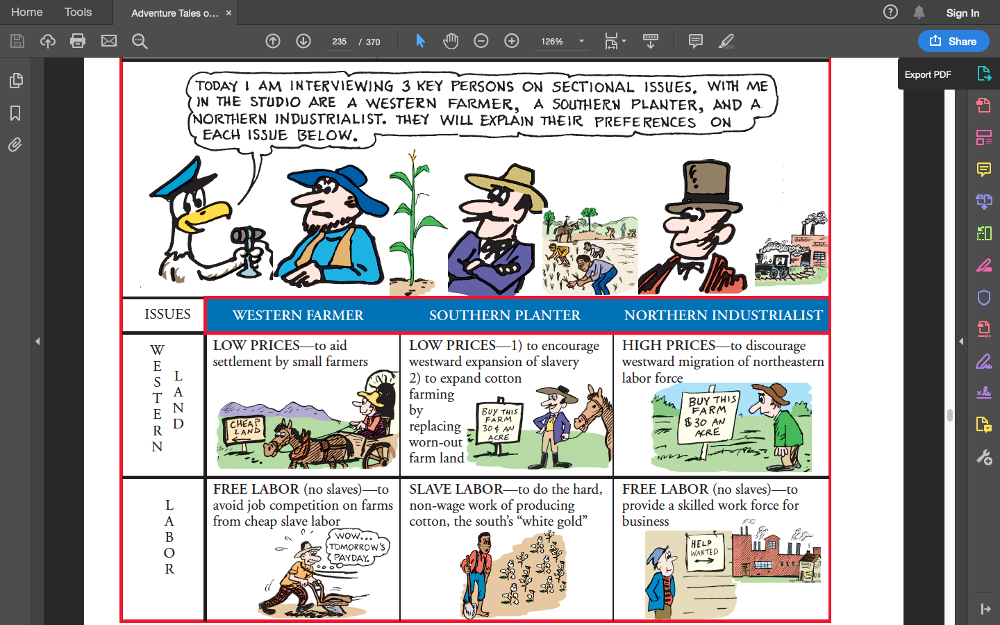 Home
Tools
Adventure Tales o... ×
Sign In
235 / 370
126%
Share
Export PDF
TODAY I AM INTERVIEWING 3 KEY PERSONS ON SECTIONAL ISSUES. WITH ME
IN THE STUDIO ARE A WESTERN FARMER, A SOUTHERN PLANTER, AND A
NORTHERN INDUSTRIALIST. THEY WILL EXPLAIN THEIR PREFERENCES ON
EACH ISSUE BELOW.
ISSUES
WESTERN FARMER
SOUTHERN PLANTER
NORTHERN INDUSTRIALIST
WESTERN
LAND
LOW PRICES—to aid
settlement by small farmers
CHEAP
LAND
LOW PRICES—1) to encourage
westward expansion of slavery
2) to expand cotton
farming
by
replacing
worn-out
farm land
BUY THIS
FARM
30¢ AN
ACRE
HIGH PRICES—to discourage
westward migration of northeastern
labor force
BUY THIS
FARM
$30 AN
ACRE
LABOR
FREE LABOR (no slaves)—to
avoid job competition on farms
from cheap slave labor
WOW...
TOMORROW'S
PAYDAY.
SLAVE LABOR—to do the hard,
non-wage work of producing
cotton, the south's “white gold”
FREE LABOR (no slaves)—to
provide a skilled work force for
business
HELP
WANTED